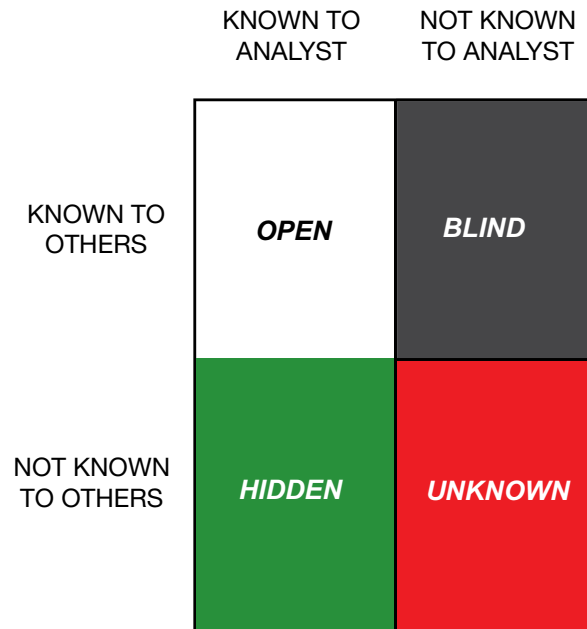 KNOWN TO
ANALYST
NOT KNOWN
TO ANALYST
KNOWN TO
OTHERS
OPEN
BLIND
NOT KNOWN
TO OTHERS
HIDDEN
UNKNOWN